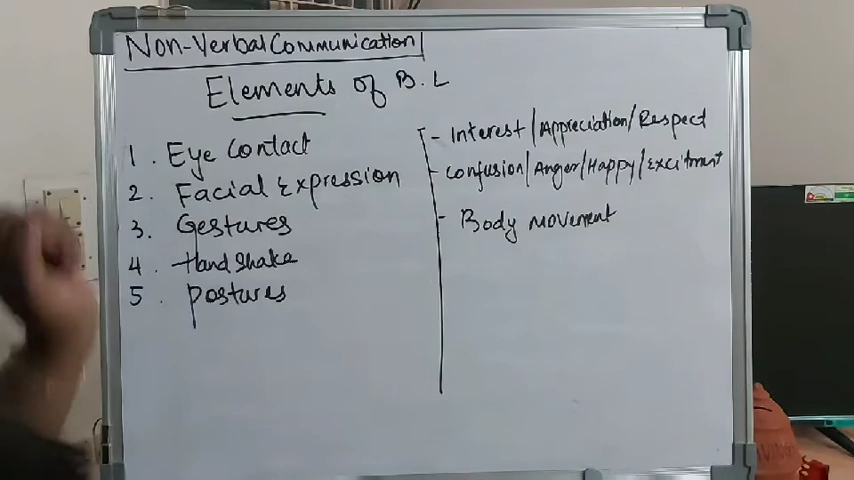 Non-Verbal Communication
Elements of B.L
1. Eye Contact
2. Facial Expression
3. Gestures
4. Hand Shake
5. Postures
- Interest/Appreciation/Respect
- Confusion/Anger/Happy/Excitment
- Body movement